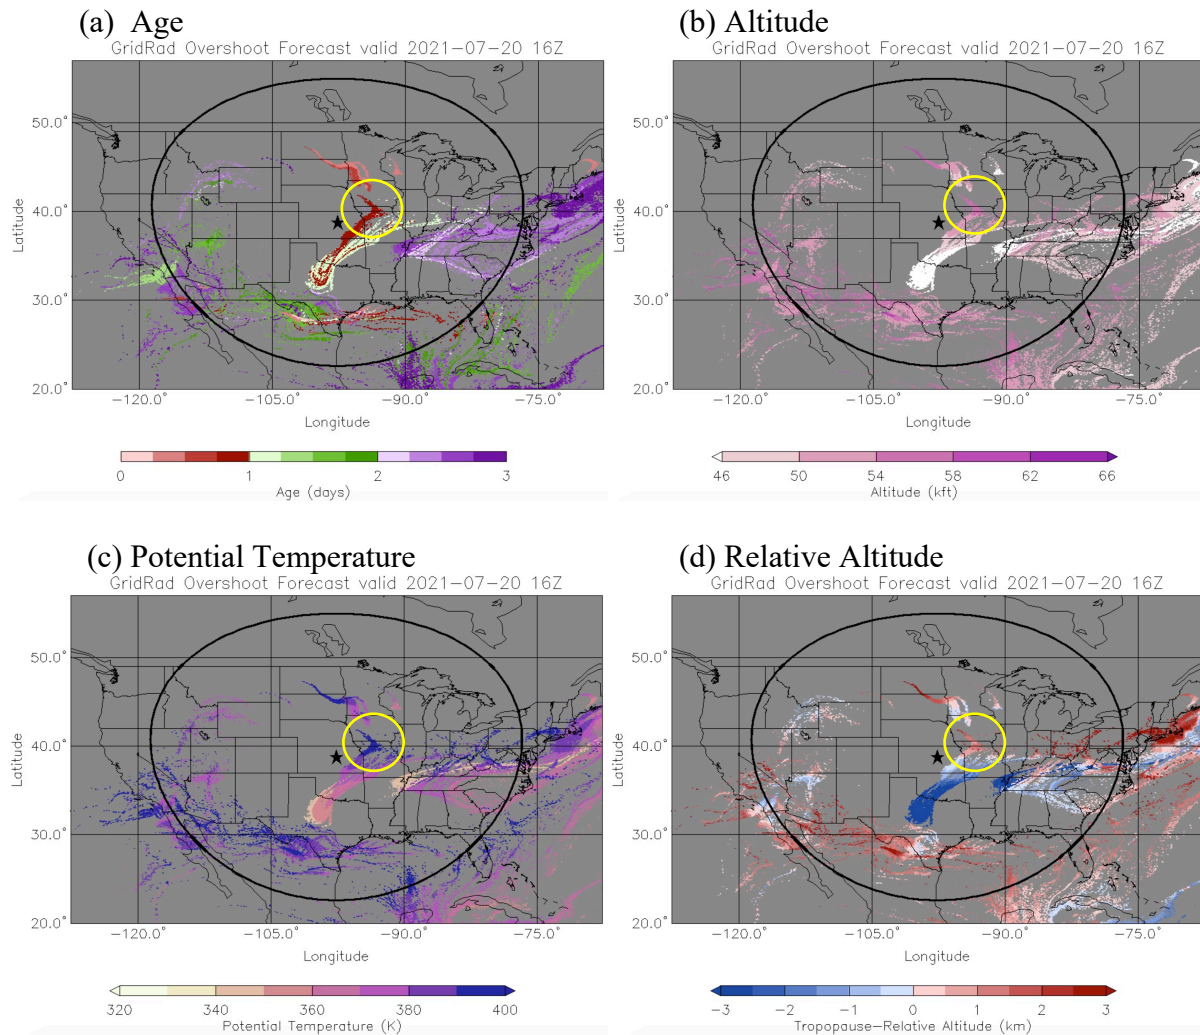 (a) Age
GridRad Overshoot Forecast valid 2021-07-20 16Z
50.0°
40.0°
30.0°
20.0°
Latitude
-120.0° -105.0° -90.0° -75.0°
Longitude
0 1 2 3
Age (days)
(b) Altitude
GridRad Overshoot Forecast valid 2021-07-20 16Z
50.0°
40.0°
30.0°
20.0°
Latitude
-120.0° -105.0° -90.0° -75.0°
Longitude
46 50 54 58 62 66
Altitude (kft)
(c) Potential Temperature
GridRad Overshoot Forecast valid 2021-07-20 16Z
50.0°
40.0°
30.0°
20.0°
Latitude
-120.0° -105.0° -90.0° -75.0°
Longitude
320 340 360 380 400
Potential Temperature (K)
(d) Relative Altitude
GridRad Overshoot Forecast valid 2021-07-20 16Z
50.0°
40.0°
30.0°
20.0°
Latitude
-120.0° -105.0° -90.0° -75.0°
Longitude
-3 -2 -1 0 1 2 3
Tropopause-Relative Altitude (km)